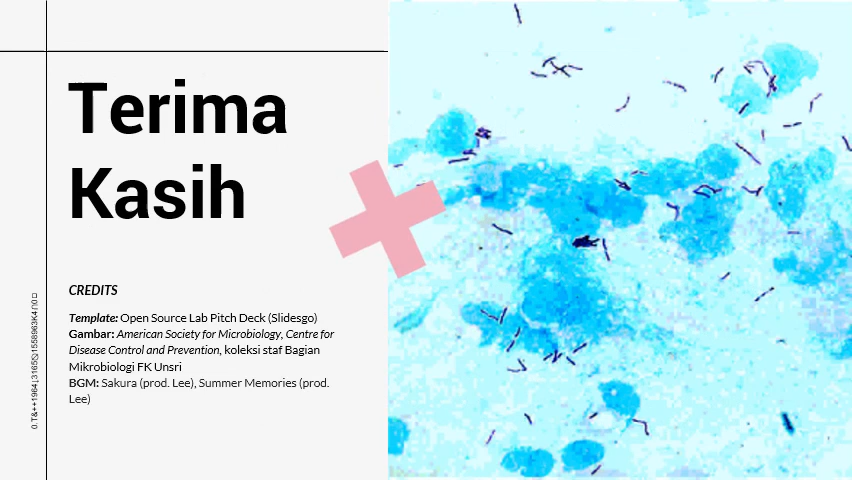 Terima
Kasih
CREDITS
Template: Open Source Lab Pitch Deck (Slidesgo)
Gambar: American Society for Microbiology, Centre for
Disease Control and Prevention, koleksi staf Bagian
Mikrobiologi FK Unsri
BGM: Sakura (prod. Lee), Summer Memories (prod.
Lee)